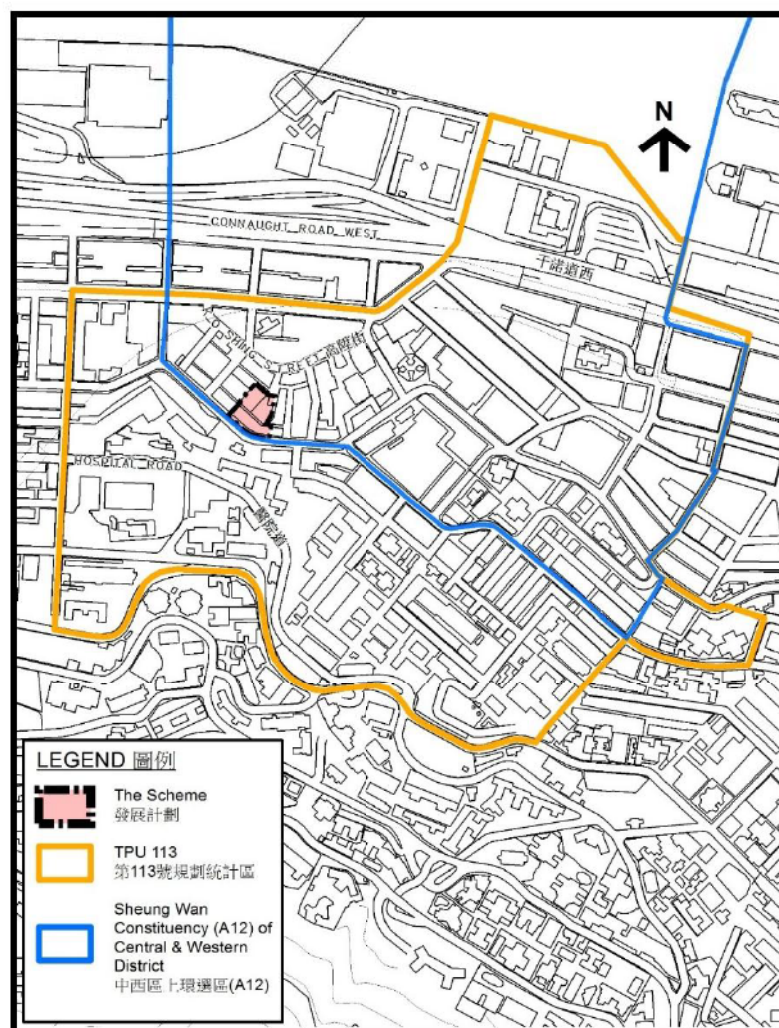 N
CONNAUGHT ROAD WEST
干諾道西
KO SHING STREET 高陞街
HOSPITAL ROAD
醫院道
LEGEND 圖例
The Scheme
發展計劃
TPU 113
第113號規劃統計區
Sheung Wan
Constituency (A12) of
Central & Western
District
中西區上環選區(A12)